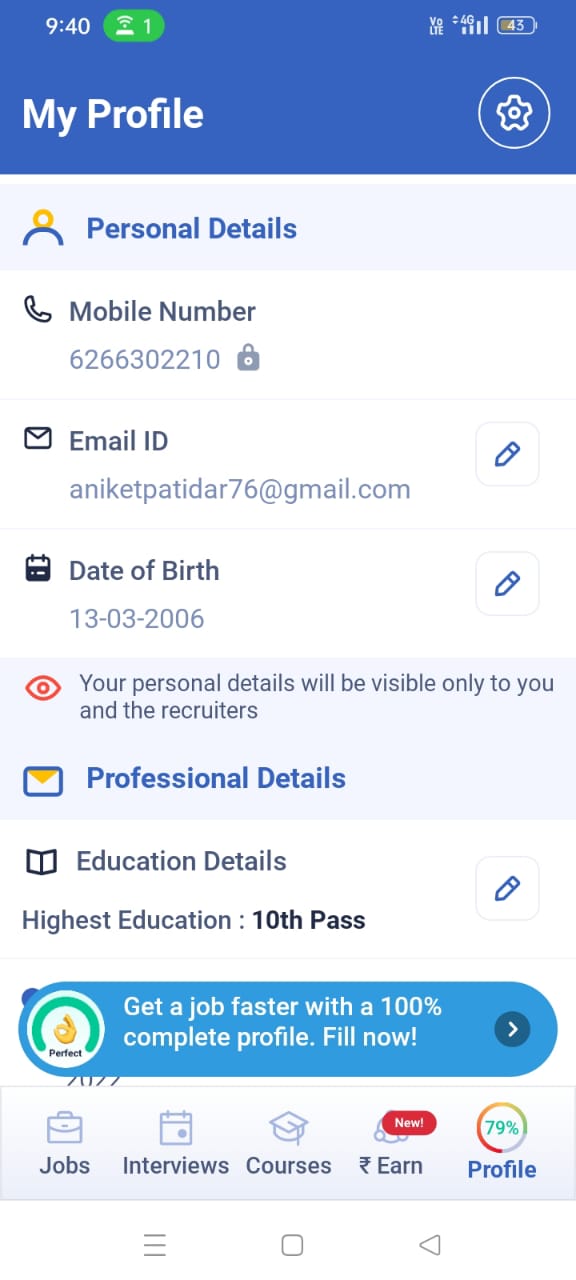 9:40 1 Vo LTE 4G 43
My Profile
Personal Details
Mobile Number
6266302210
Email ID
aniketpatidar76@gmail.com
Date of Birth
13-03-2006
Your personal details will be visible only to you
and the recruiters
Professional Details
Education Details
Highest Education : 10th Pass
Get a job faster with a 100%
complete profile. Fill now!
Perfect
New!
79%
Jobs Interviews Courses ₹ Earn Profile